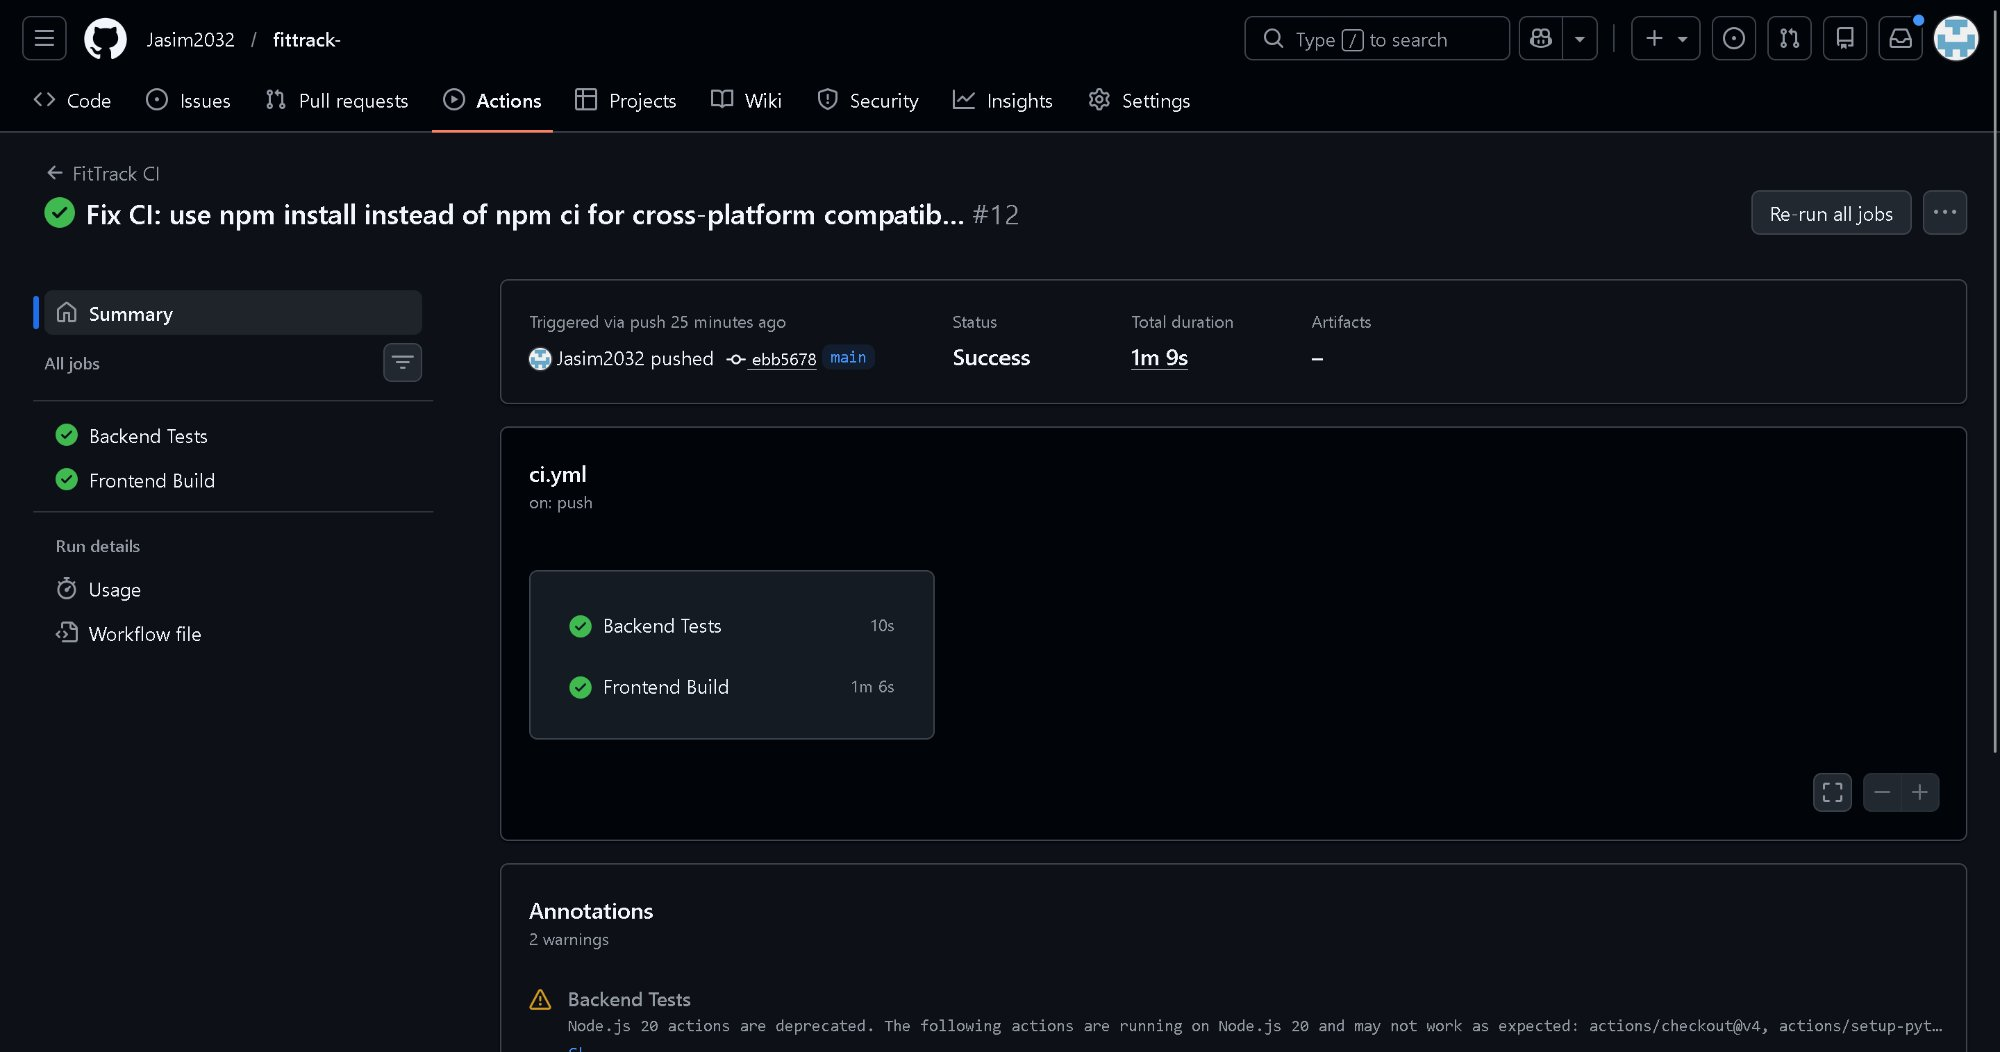 Jasim2032 / fittrack-
Type / to search
Code Issues Pull requests Actions Projects Wiki Security Insights Settings
FitTrack CI
Fix CI: use npm install instead of npm ci for cross-platform compatib... #12
Re-run all jobs
Summary
All jobs
Backend Tests
Frontend Build
Run details
Usage
Workflow file
Triggered via push 25 minutes ago
Jasim2032 pushed ebb5678 main
Status
Success
Total duration
1m 9s
Artifacts
–
ci.yml
on: push
Backend Tests 10s
Frontend Build 1m 6s
Annotations
2 warnings
Backend Tests
Node.js 20 actions are deprecated. The following actions are running on Node.js 20 and may not work as expected: actions/checkout@v4, actions/setup-pyt…